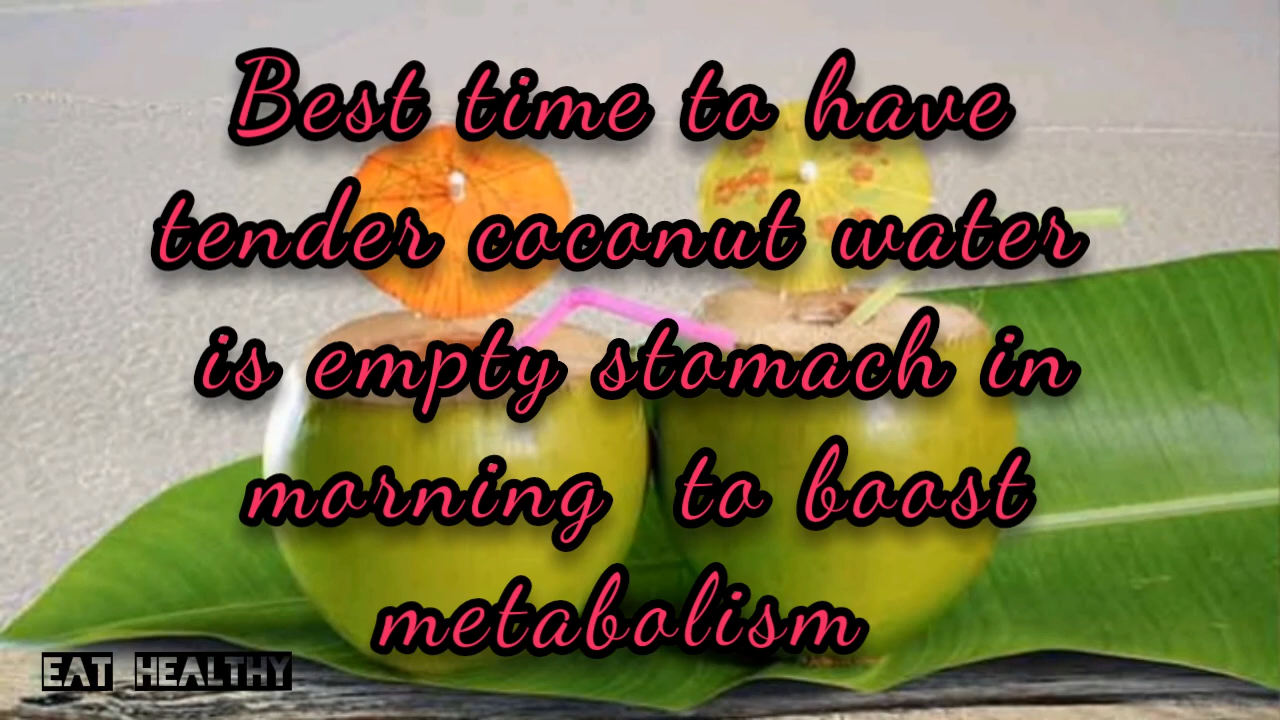 Best time to have
tender coconut water
is empty stomach in
morning to boost
metabolism
EAT HEALTHY